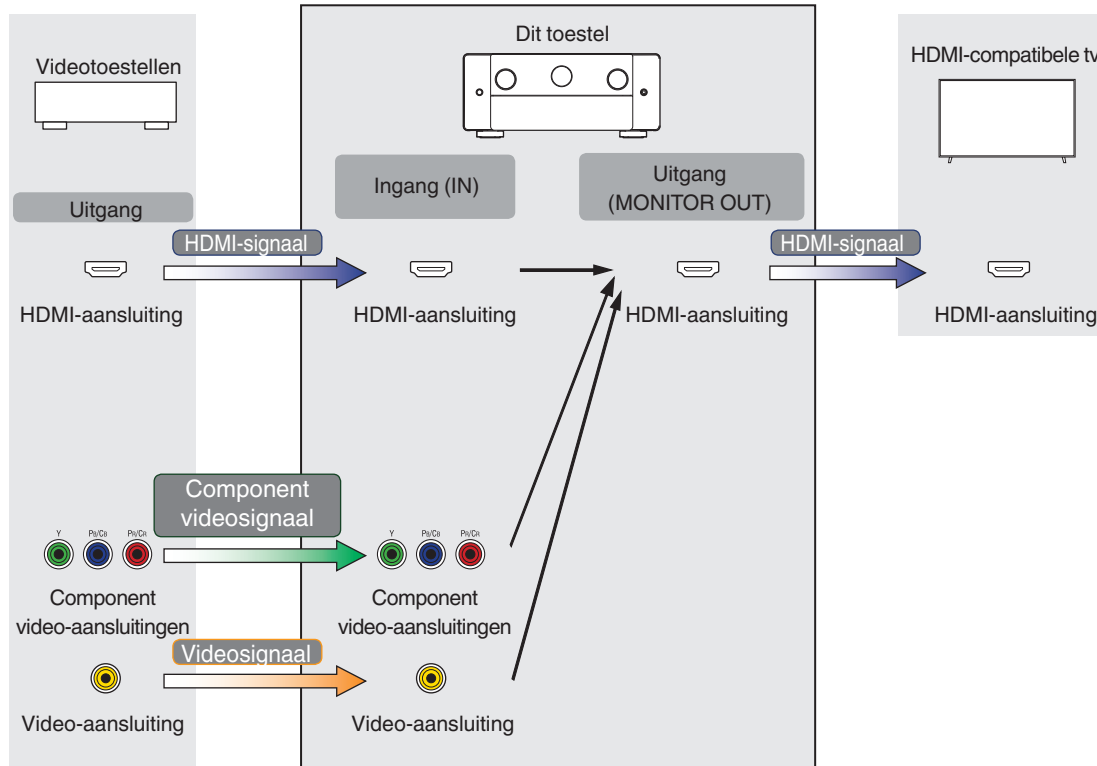 Dit toestel
Videotoestellen
HDMI-compatibele tv
Ingang (IN)
Uitgang
(MONITOR OUT)
Uitgang
HDMI-signaal
HDMI-signaal
HDMI-aansluiting
HDMI-aansluiting
HDMI-aansluiting
HDMI-aansluiting
Component
videosignaal
Y PB/CB PR/CR
Y PB/CB PR/CR
Component
video-aansluitingen
Component
video-aansluitingen
Videosignaal
Video-aansluiting
Video-aansluiting